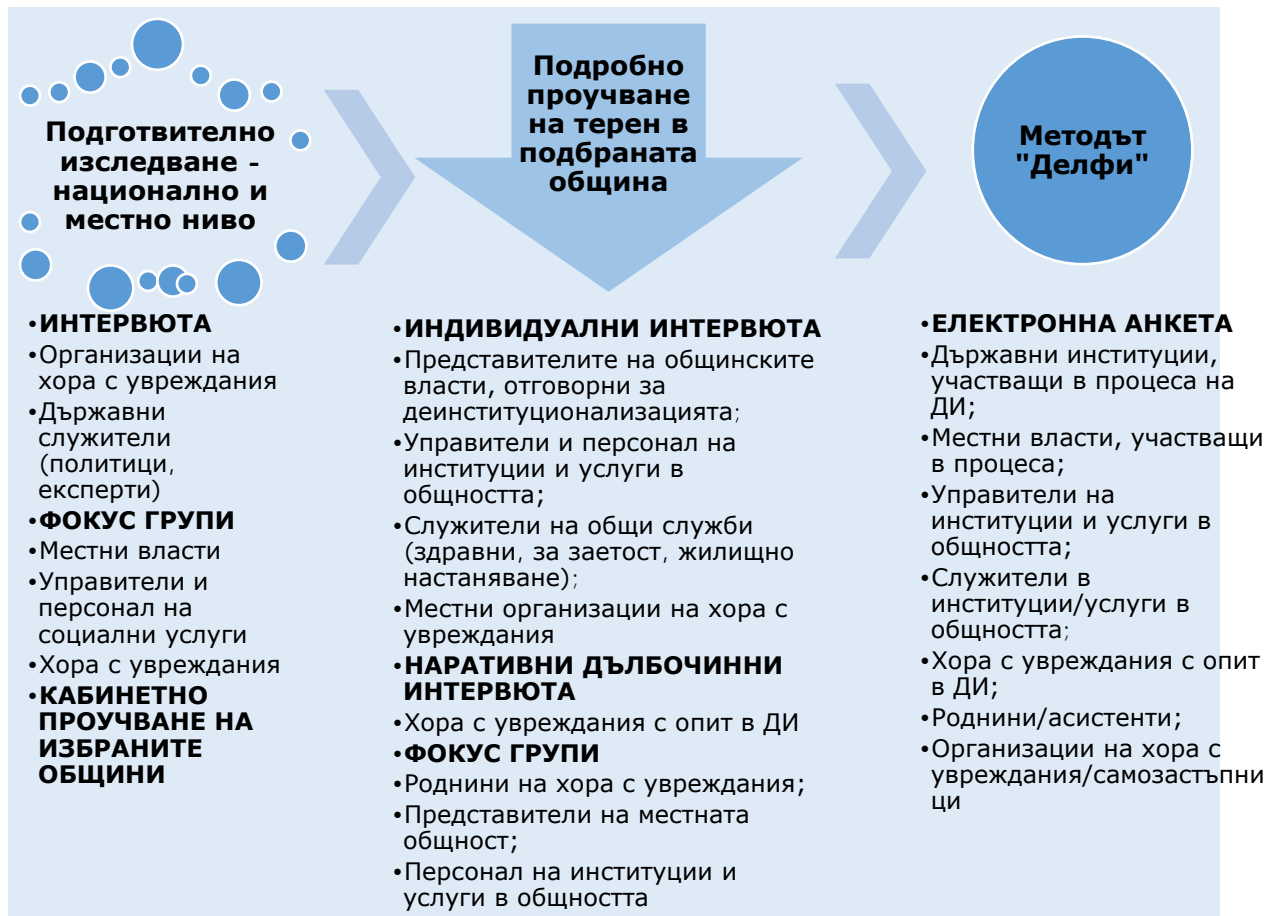 Подготвително
изследване -
национално и
местно ниво
•ИНТЕРВЮТА
•Организации на
хора с увреждания
•Държавни
служители
(политици,
експерти)
•ФОКУС ГРУПИ
•Местни власти
•Управители и
персонал на
социални услуги
•Хора с увреждания
•КАБИНЕТНО
ПРОУЧВАНЕ НА
ИЗБРАНИТЕ
ОБЩИНИ
Подробно
проучване
на терен в
подбраната
община
•ИНДИВИДУАЛНИ ИНТЕРВЮТА
•Представителите на общинските
власти, отговорни за
деинституционализацията;
•Управители и персонал на
институции и услуги в
общността;
•Служители на общи служби
(здравни, за заетост, жилищно
настаняване);
•Местни организации на хора с
увреждания
•НАРАТИВНИ ДЪЛБОЧИННИ
ИНТЕРВЮТА
•Хора с увреждания с опит в ДИ
•ФОКУС ГРУПИ
•Роднини на хора с увреждания;
•Представители на местната
общност;
•Персонал на институции и
услуги в общността
Методът
"Делфи"
•ЕЛЕКТРОННА АНКЕТА
•Държавни институции,
участващи в процеса на
ДИ;
•Местни власти, участващи
в процеса;
•Управители на
институции и услуги в
общността;
•Служители в
институции/услуги в
общността;
•Хора с увреждания с опит
в ДИ;
•Роднини/асистенти;
•Организации на хора с
увреждания/самозастъпни
ци